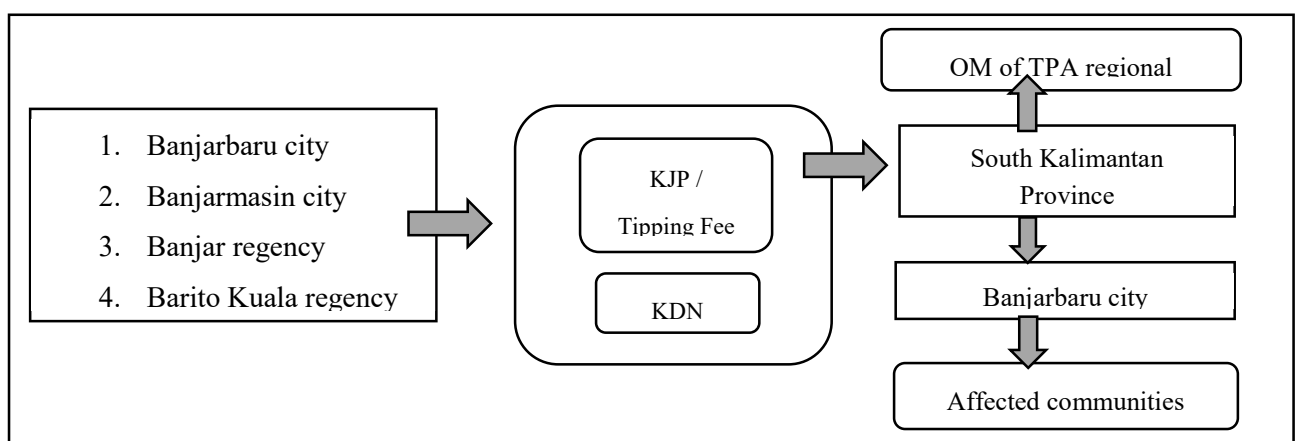 1. Banjarbaru city
2. Banjarmasin city
3. Banjar regency
4. Barito Kuala regency
KJP /
Tipping Fee
KDN
OM of TPA regional
South Kalimantan
Province
Banjarbaru city
Affected communities